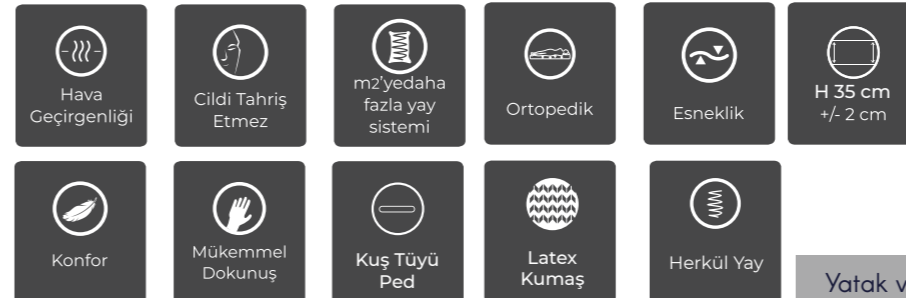 Hava
Geçirgenliği
Cildi Tahriş
Etmez
m2'yedaha
fazla yay
sistemi
Ortopedik
Esneklik
H 35 cm
+/- 2 cm
Konfor
Mükemmel
Dokunuş
Kuş Tüyü
Ped
Latex
Kumaş
Herkül Yay
Yatak v